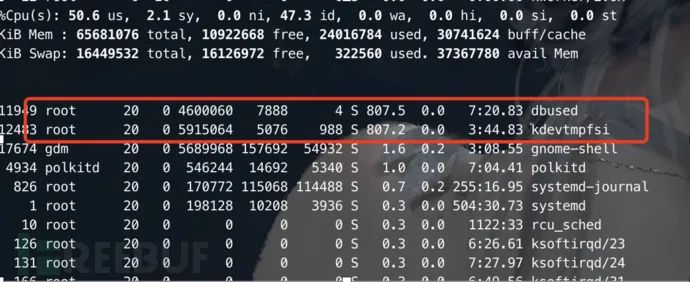 %Cpu(s): 50.6 us, 2.1 sy, 0.0 ni, 47.3 id, 0.0 wa, 0.0 hi, 0.0 si, 0.0 st
KiB Mem : 65681076 total, 10922668 free, 24016784 used, 30741624 buff/cache
KiB Swap: 16449532 total, 16126972 free, 322560 used. 37367780 avail Mem
11949 root 20 0 4600060 7888 4 S 807.5 0.0 7:20.83 dbused
12483 root 20 0 5915064 5076 988 S 807.2 0.0 3:44.83 kdevtmpfsi
17674 gdm 20 0 5689968 157692 54932 S 1.6 0.2 3:08.55 gnome-shell
4934 polkitd 20 0 546244 14692 5340 S 1.0 0.0 7:04.41 polkitd
826 root 20 0 170772 115068 114488 S 0.7 0.2 255:16.95 systemd-journal
1 root 20 0 198128 10208 3936 S 0.3 0.0 504:30.73 systemd
10 root 20 0 0 0 0 S 0.3 0.0 1122:33 rcu_sched
126 root 20 0 0 0 0 S 0.3 0.0 6:26.61 ksoftirqd/23
131 root 20 0 0 0 0 S 0.3 0.0 7:27.97 ksoftirqd/24
166 root 20 0 0 0 0 S 0.3 0.0 6:49.56 ksoftirqd/31
REEBUF